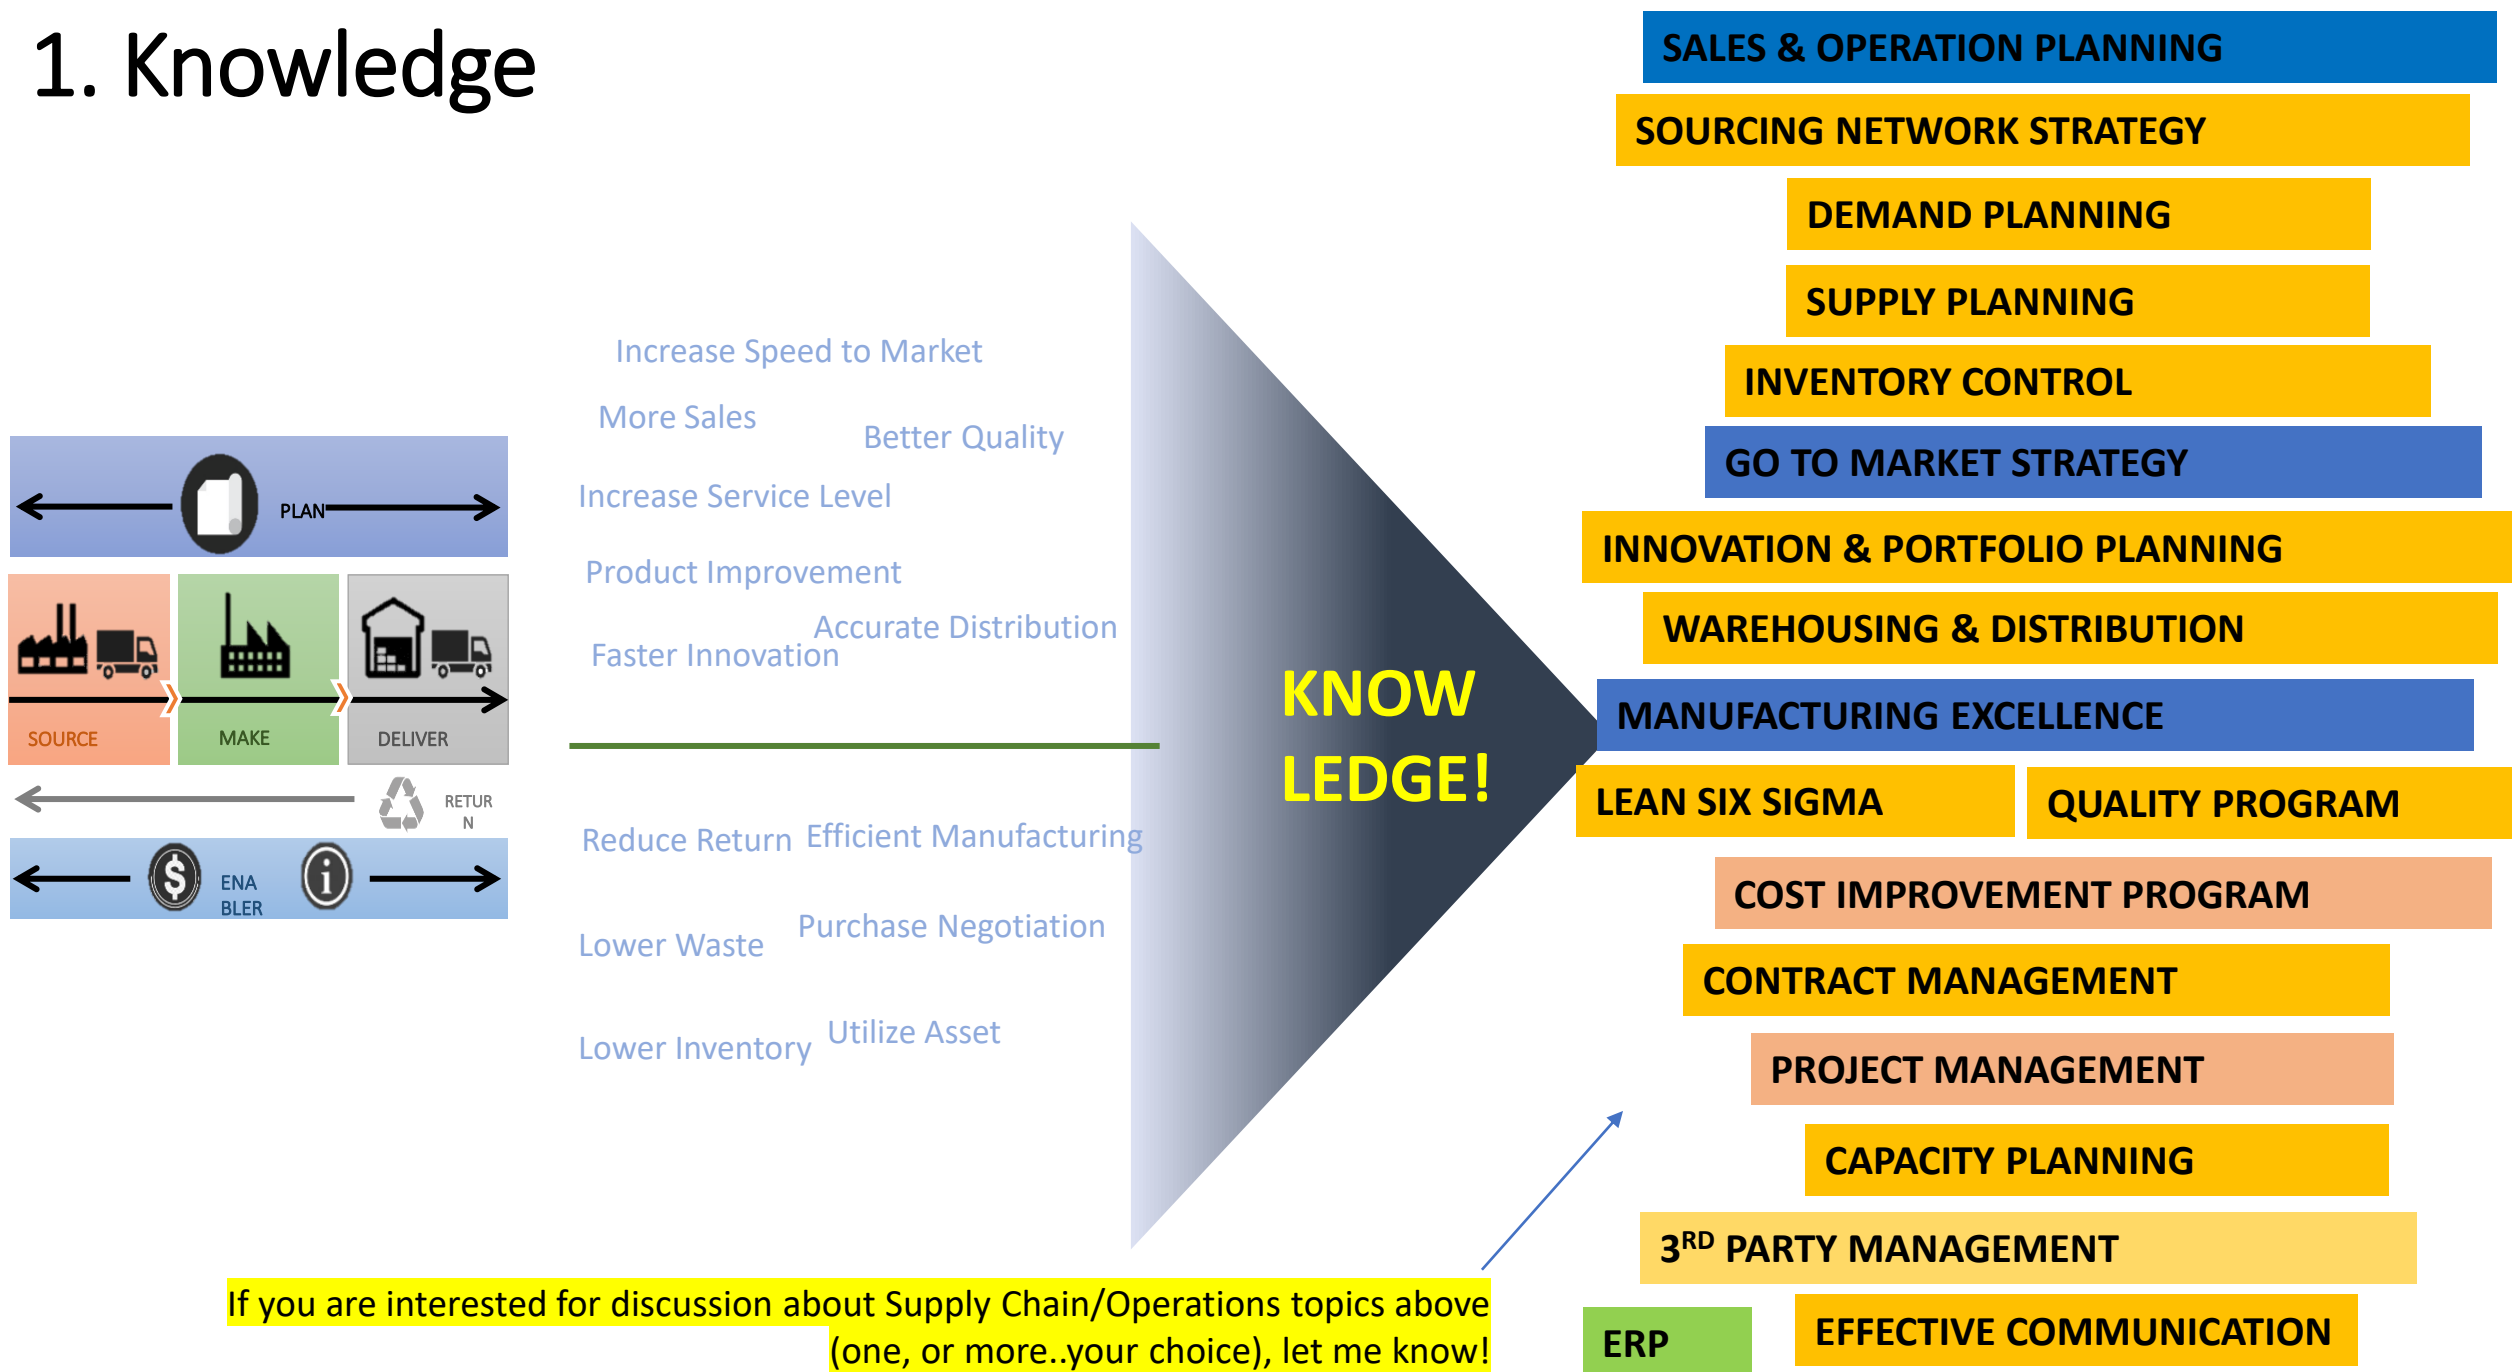 1. Knowledge
PLAN
SOURCE
MAKE
DELIVER
RETUR
N
$
ENA
BLER
i
Increase Speed to Market
More Sales
Better Quality
Increase Service Level
Product Improvement
Accurate Distribution
Faster Innovation
Reduce Return
Efficient Manufacturing
Purchase Negotiation
Lower Waste
Utilize Asset
Lower Inventory
KNOW
LEDGE!
SALES & OPERATION PLANNING
SOURCING NETWORK STRATEGY
DEMAND PLANNING
SUPPLY PLANNING
INVENTORY CONTROL
GO TO MARKET STRATEGY
INNOVATION & PORTFOLIO PLANNING
WAREHOUSING & DISTRIBUTION
MANUFACTURING EXCELLENCE
LEAN SIX SIGMA
QUALITY PROGRAM
COST IMPROVEMENT PROGRAM
CONTRACT MANAGEMENT
PROJECT MANAGEMENT
CAPACITY PLANNING
3RD PARTY MANAGEMENT
ERP
EFFECTIVE COMMUNICATION
If you are interested for discussion about Supply Chain/Operations topics above
(one, or more..your choice), let me know!